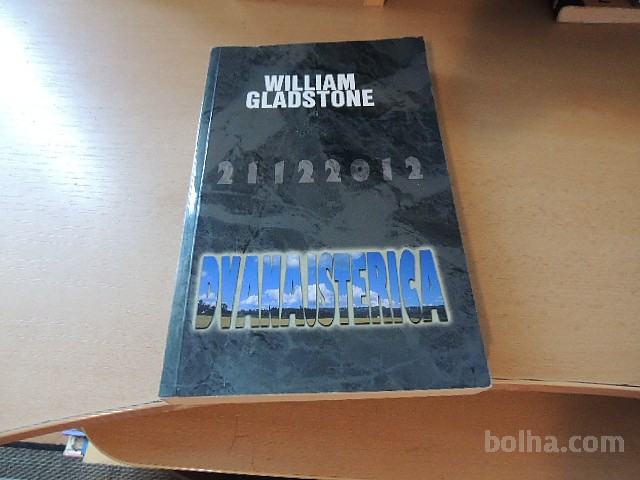 WILLIAM
GLADSTONE
21122012
DVANAJSTERICA
bolha.com